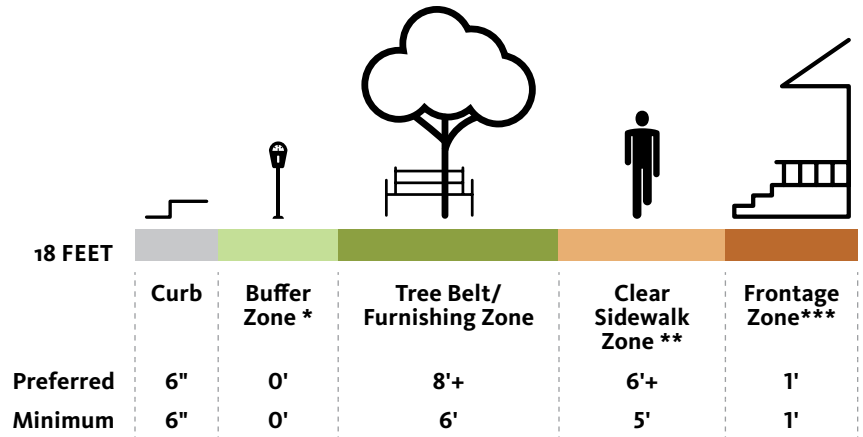 18 FEET
Curb
Buffer
Zone *
Tree Belt/
Furnishing Zone
Clear
Sidewalk
Zone **
Frontage
Zone***
Preferred 6" 0' 8'+ 6'+ 1'
Minimum 6" 0' 6' 5' 1'